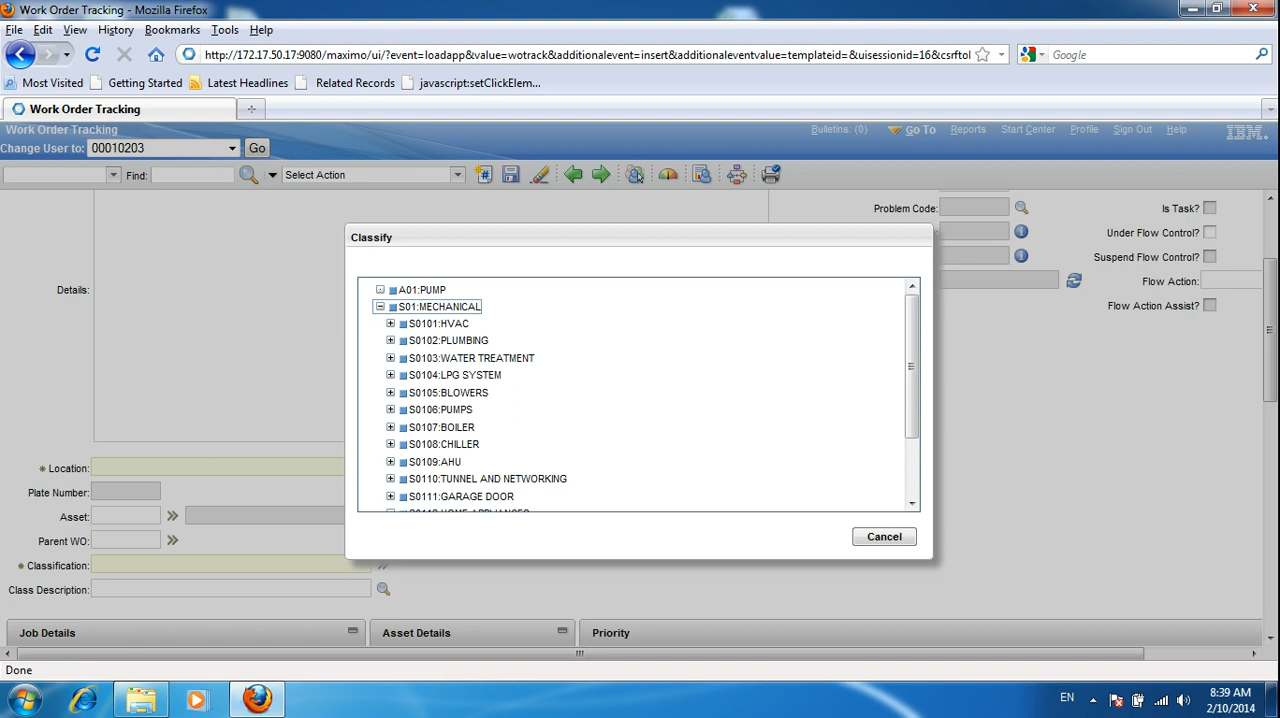 Work Order Tracking - Mozilla Firefox
File Edit View History Bookmarks Tools Help
http://172.17.50.17:9080/maximo/ui/?event=loadapp&value=wotrack&additionalevent=insert&additionaleventvalue=templateid=&uisessionid=16&csrftol
Google
Most Visited Getting Started Latest Headlines Related Records javascript:setClickElem...
Work Order Tracking
Work Order Tracking
Bulletins: (0) Go To Reports Start Center Profile Sign Out Help IBM.
Change User to: 00010203 Go
Find: Select Action
Problem Code: Is Task?
Under Flow Control?
Suspend Flow Control?
Flow Action:
Flow Action Assist?
Details:
Classify
A01:PUMP
S01:MECHANICAL
S0101:HVAC
S0102:PLUMBING
S0103:WATER TREATMENT
S0104:LPG SYSTEM
S0105:BLOWERS
S0106:PUMPS
S0107:BOILER
S0108:CHILLER
S0109:AHU
S0110:TUNNEL AND NETWORKING
S0111:GARAGE DOOR
Cancel
Location:
Plate Number:
Asset:
Parent WO:
Classification:
Class Description:
Job Details Asset Details Priority
Done
EN 8:39 AM
2/10/2014